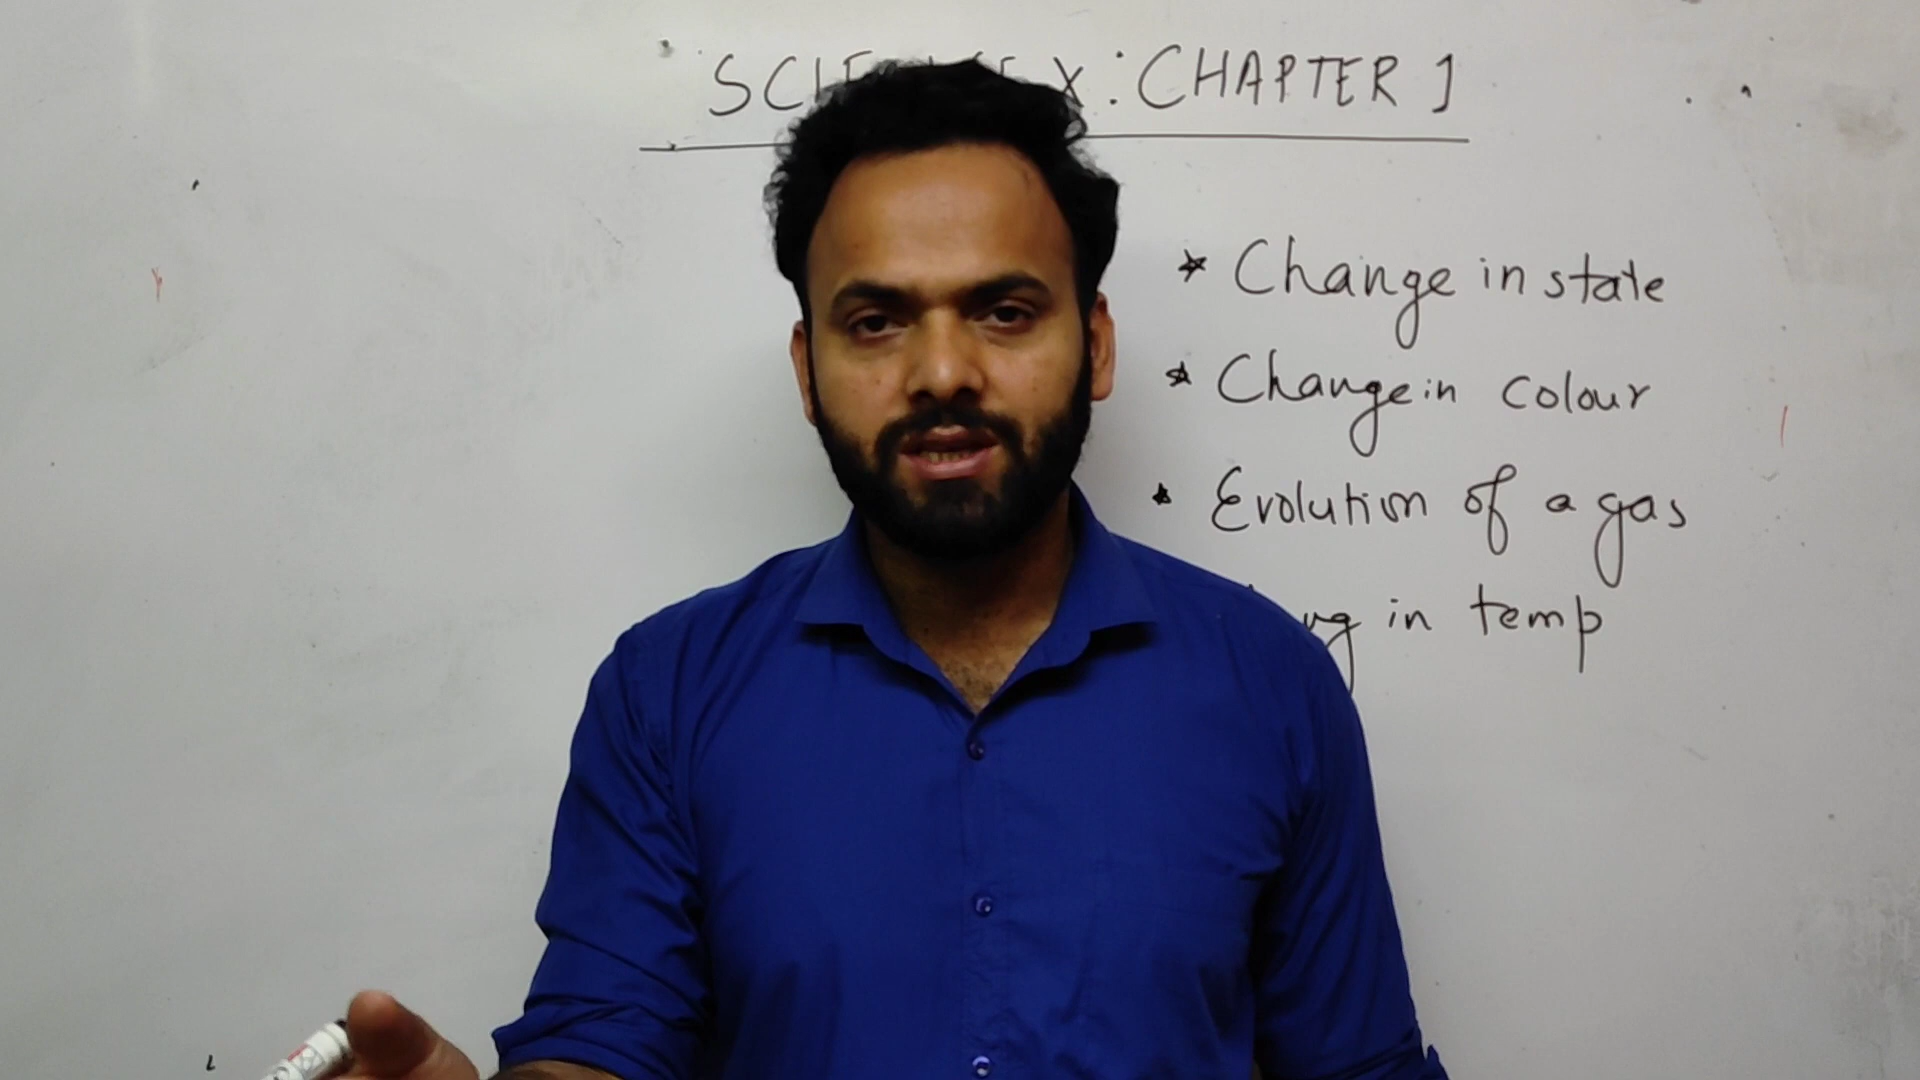 X: CHAPTER 1
* Change in state
* Change in colour
* Evolution of a gas
in temp